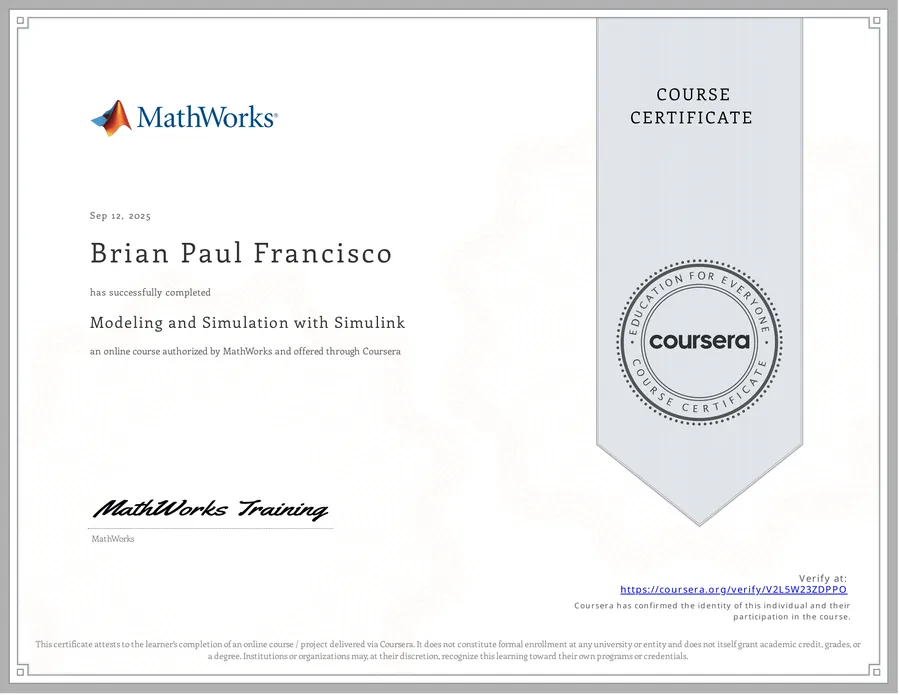 COURSE
CERTIFICATE
MathWorks®
Sep 12, 2025
Brian Paul Francisco
has successfully completed
Modeling and Simulation with Simulink
an online course authorized by MathWorks and offered through Coursera
EDUCATION FOR EVERYONE
coursera
COURSE CERTIFICATE
MathWorks Training
MathWorks
Verify at:
https://coursera.org/verify/V2L5W23ZDPPO
Coursera has confirmed the identity of this individual and their
participation in the course.
This certificate attests to the learner's completion of an online course / project delivered via Coursera. It does not constitute formal enrollment at any university or entity and does not itself grant academic credit, grades, or
a degree. Institutions or organizations may, at their discretion, recognize this learning toward their own programs or credentials.